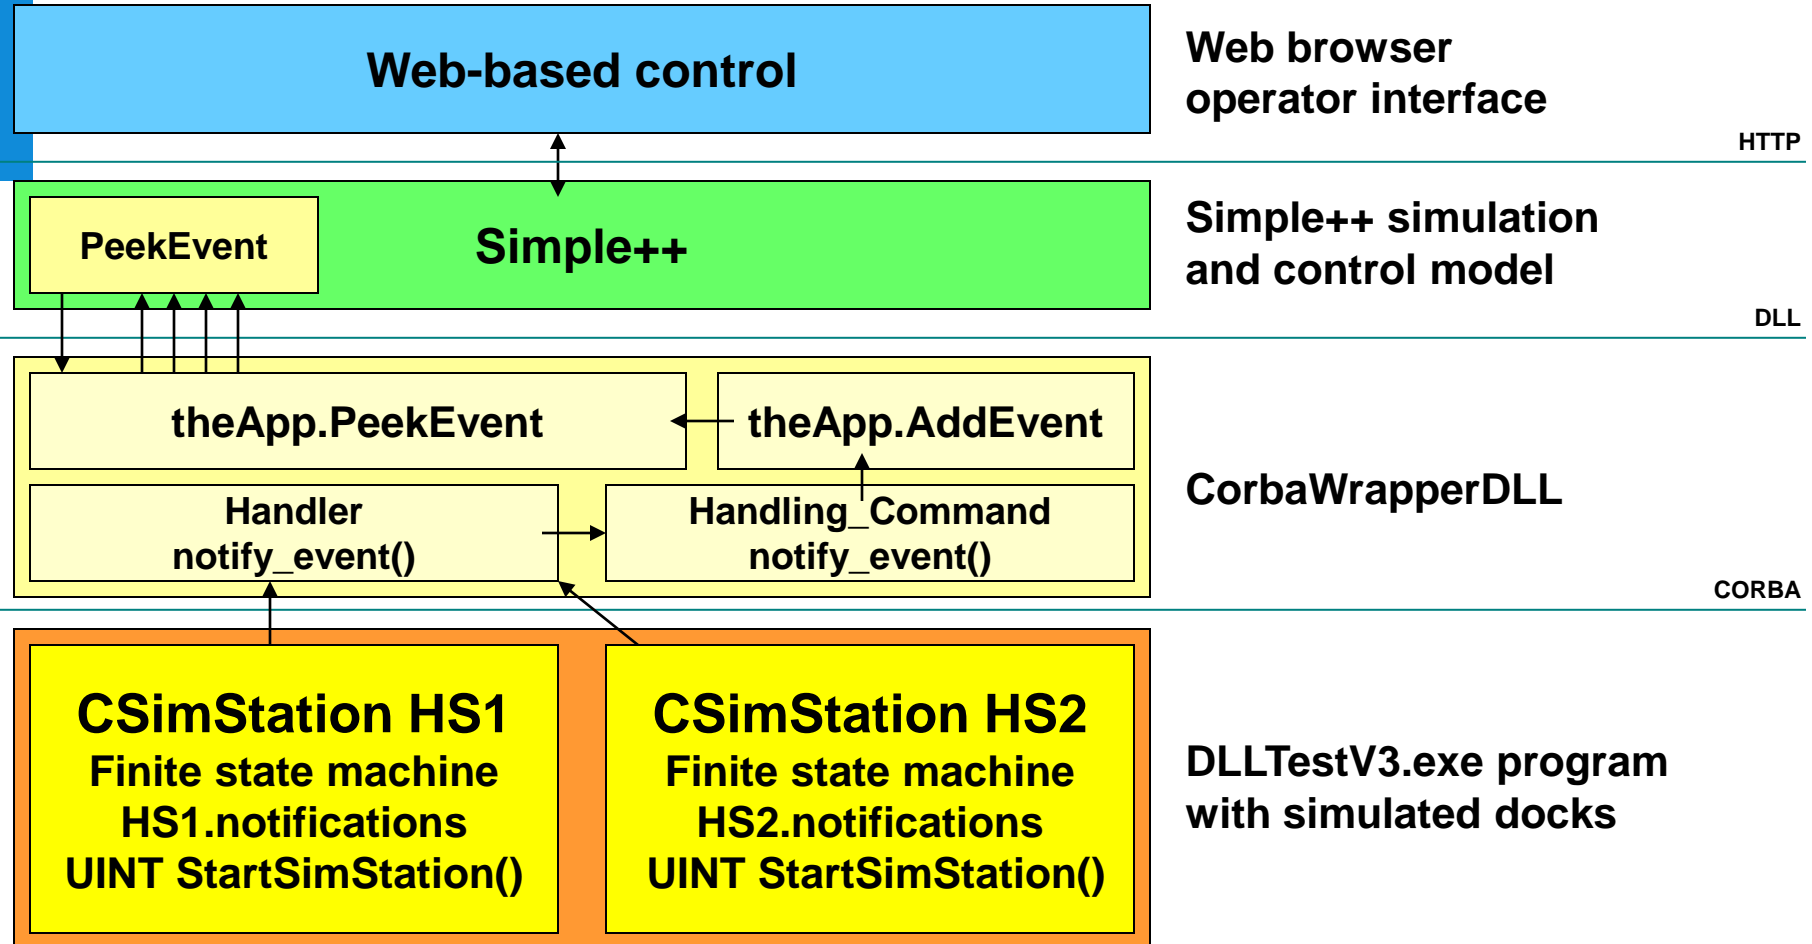 Web-based control
Web browser
operator interface
HTTP
PeekEvent
Simple++
Simple++ simulation
and control model
DLL
theApp.PeekEvent
theApp.AddEvent
Handler
notify_event()
Handling_Command
notify_event()
CorbaWrapperDLL
CORBA
CSimStation HS1
Finite state machine
HS1.notifications
UINT StartSimStation()
CSimStation HS2
Finite state machine
HS2.notifications
UINT StartSimStation()
DLLTestV3.exe program
with simulated docks